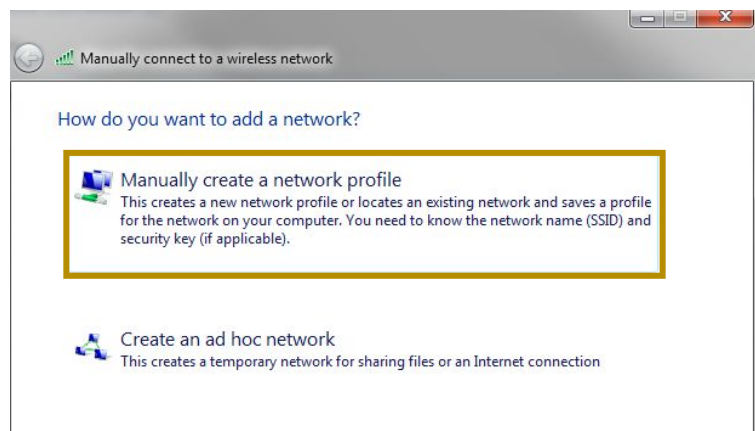 Manually connect to a wireless network
How do you want to add a network?
Manually create a network profile
This creates a new network profile or locates an existing network and saves a profile
for the network on your computer. You need to know the network name (SSID) and
security key (if applicable).
Create an ad hoc network
This creates a temporary network for sharing files or an Internet connection